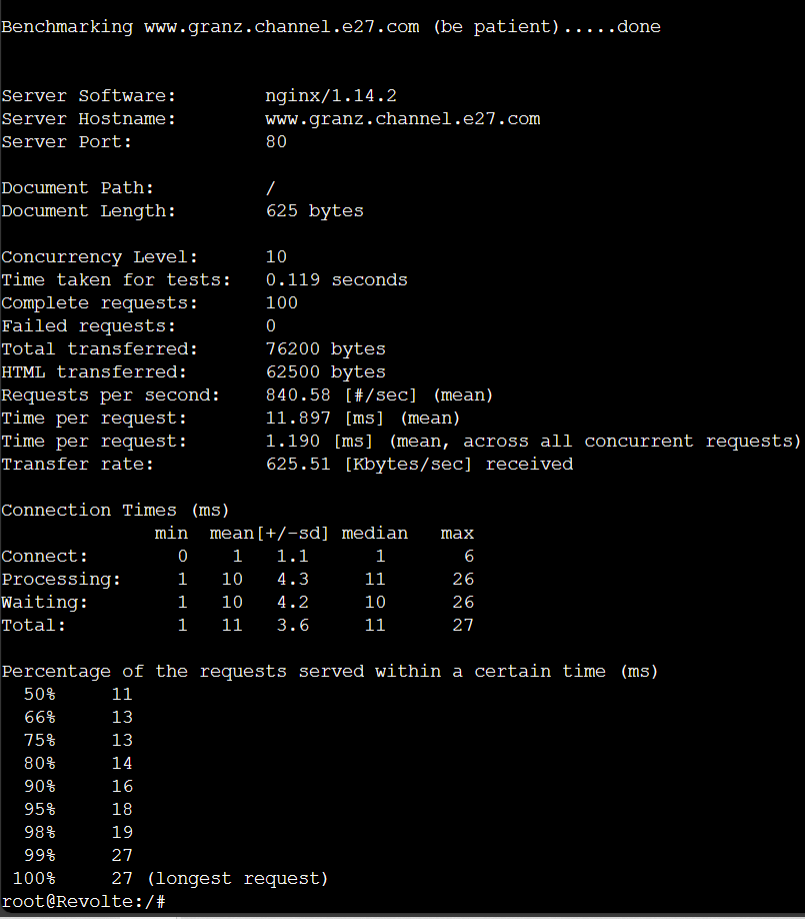 Benchmarking www.granz.channel.e27.com (be patient).....done
Server Software: nginx/1.14.2
Server Hostname: www.granz.channel.e27.com
Server Port: 80
Document Path: /
Document Length: 625 bytes
Concurrency Level: 10
Time taken for tests: 0.119 seconds
Complete requests: 100
Failed requests: 0
Total transferred: 76200 bytes
HTML transferred: 62500 bytes
Requests per second: 840.58 [#/sec] (mean)
Time per request: 11.897 [ms] (mean)
Time per request: 1.190 [ms] (mean, across all concurrent requests)
Transfer rate: 625.51 [Kbytes/sec] received
Connection Times (ms)
min mean[+/-sd] median max
Connect: 0 1 1.1 1 6
Processing: 1 10 4.3 11 26
Waiting: 1 10 4.2 10 26
Total: 1 11 3.6 11 27
Percentage of the requests served within a certain time (ms)
50% 11
66% 13
75% 13
80% 14
90% 16
95% 18
98% 19
99% 27
100% 27 (longest request)
root@Revolte:/#